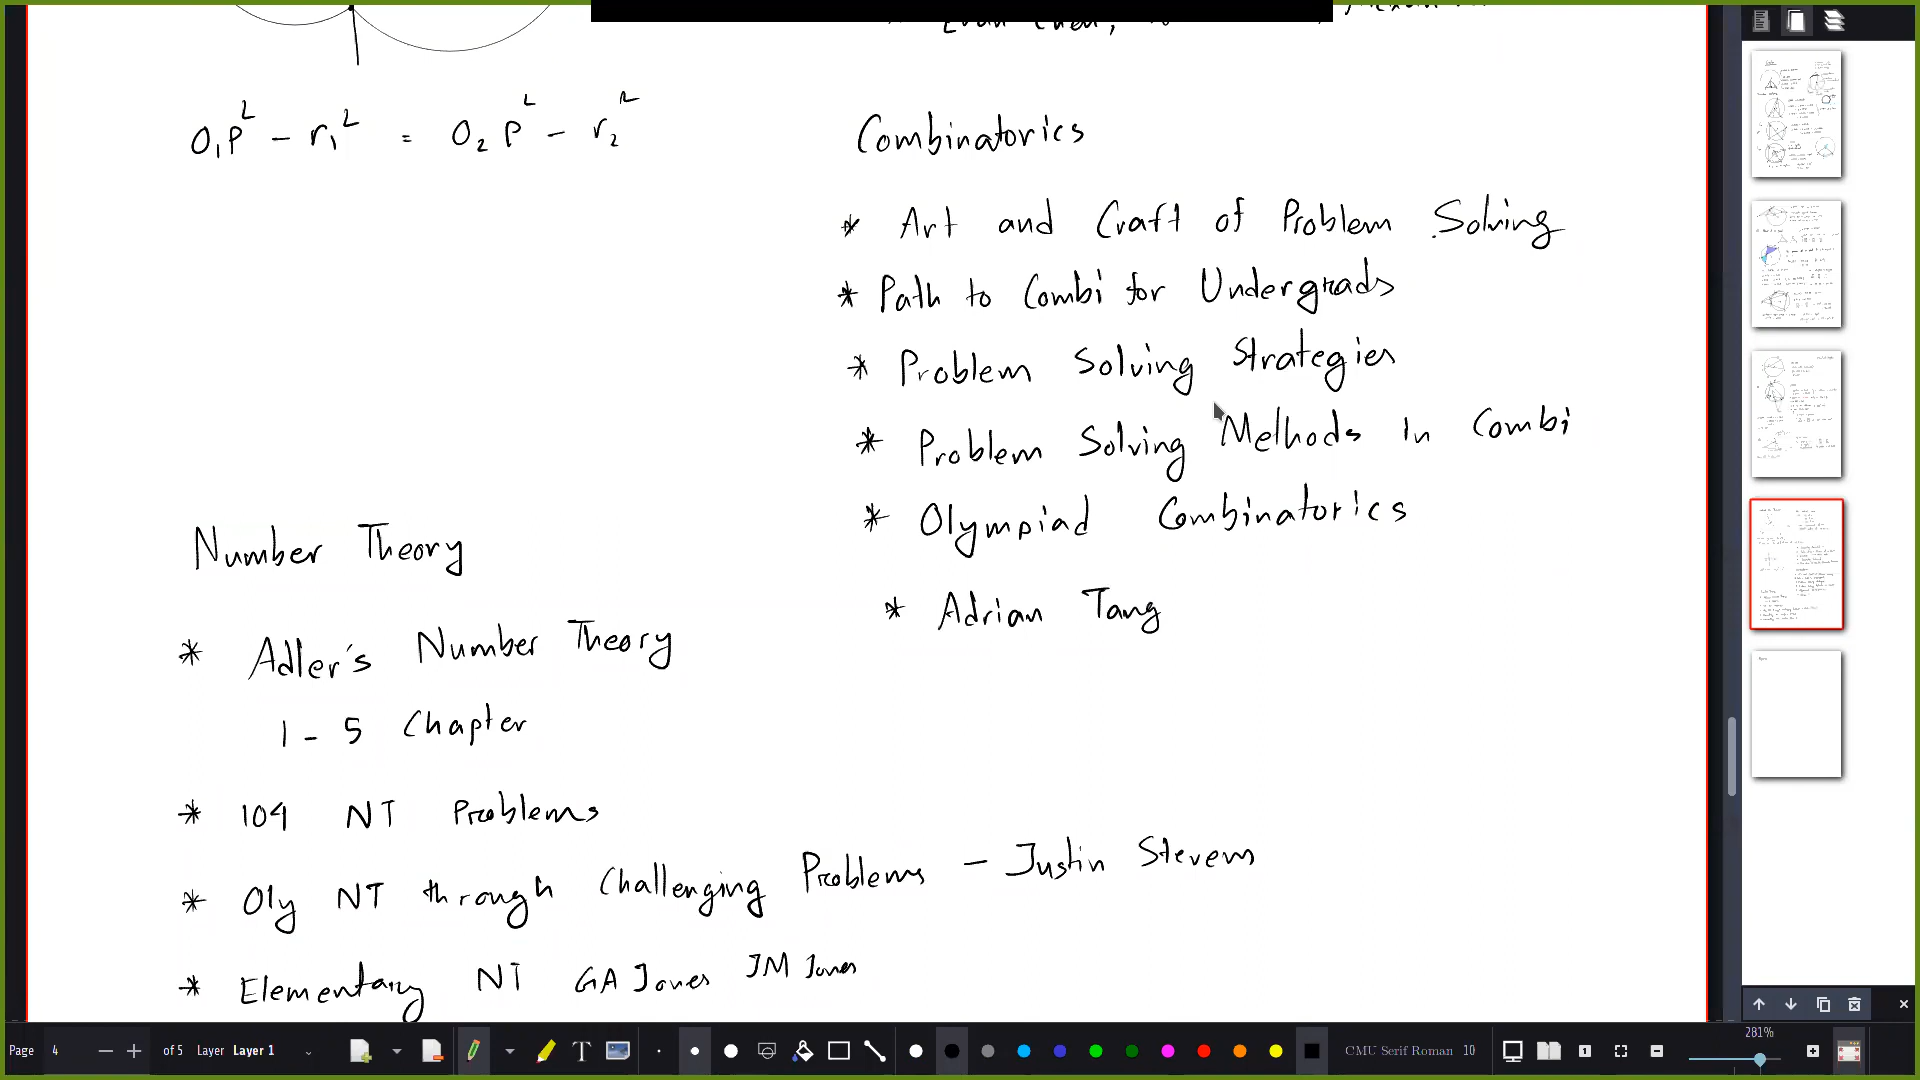 O₁P² - r₁² = O₂P² - r₂²
Combinatorics
* Art and Craft of Problem Solving
* Path to Combi for Undergrads
* Problem Solving Strategies
* Problem Solving Methods In Combi
* Olympiad Combinatorics
* Adrian Tang
Number Theory
* Adler's Number Theory
1 - 5 Chapter
* 104 NT Problems
* Oly NT through Challenging Problems - Justin Stevens
* Elementary NT GA Jones JM Jones
Page 4 of 5 Layer Layer 1
CMU Serif Roman 10
281%